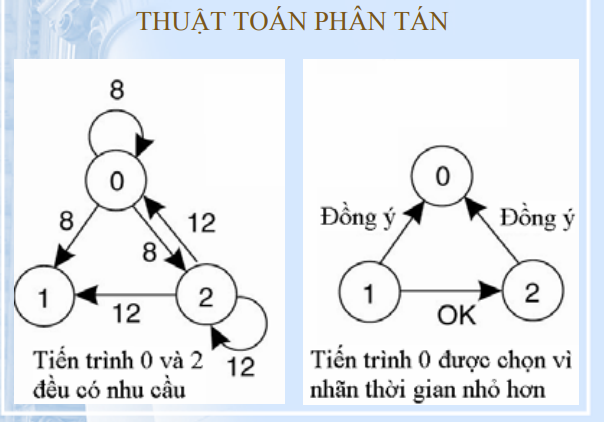 THUẬT TOÁN PHÂN TÁN
8
0
8
12
8
1
2
12
12
Tiến trình 0 và 2
đều có nhu cầu
0
Đồng ý
Đồng ý
1
2
OK
Tiến trình 0 được chọn vì
nhãn thời gian nhỏ hơn